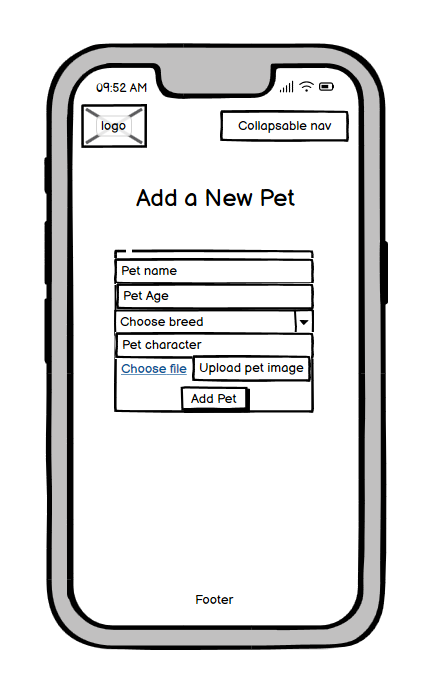 09:52 AM
logo
Collapsable nav
Add a New Pet
Pet name
Pet Age
Choose breed
Pet character
Choose file Upload pet image
Add Pet
Footer